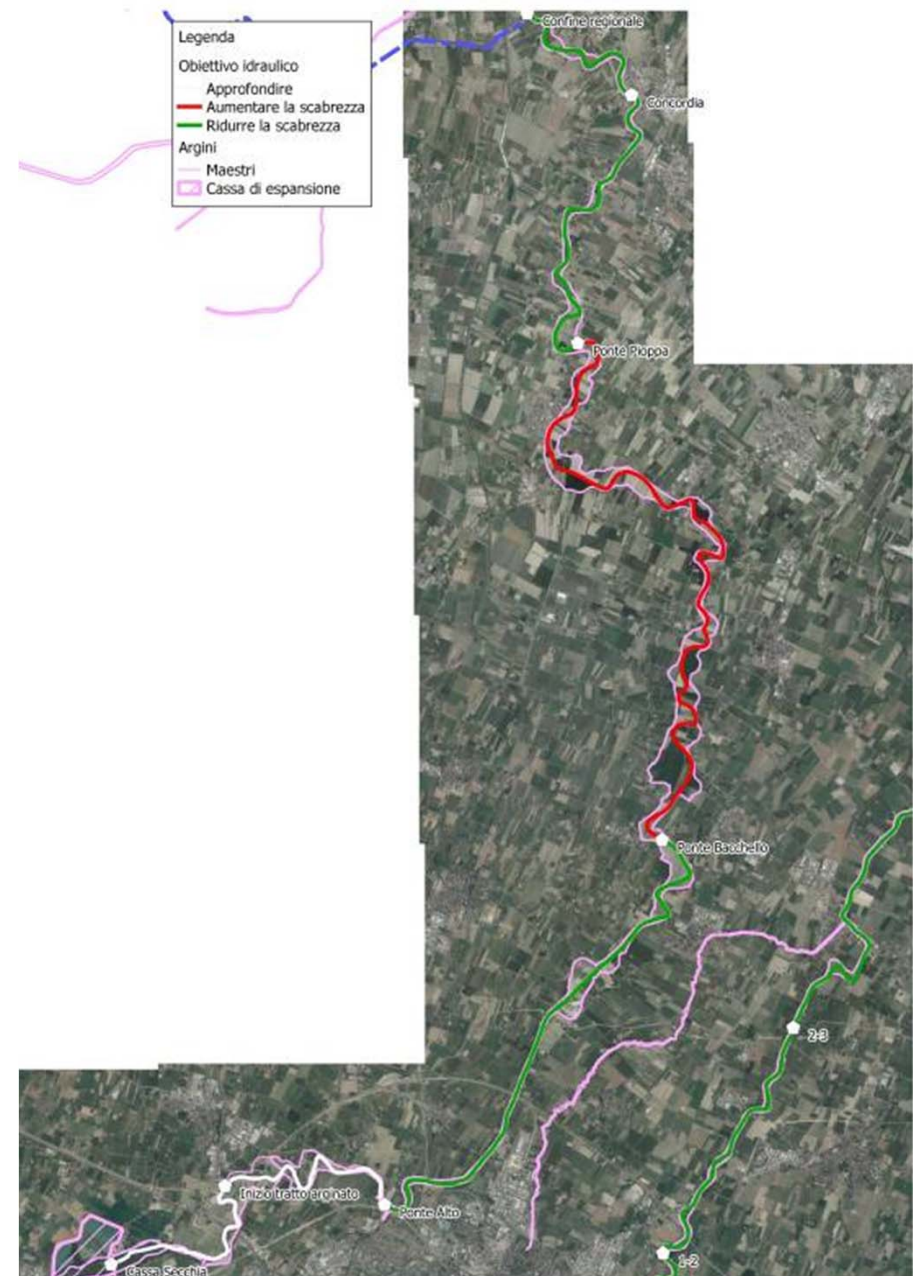 Confine regionale
Legenda
Obiettivo idraulico
Approfondire
Aumentare la scabrezza
Ridurre la scabrezza
Argini
Maestri
Cassa di espansione
Concordia
Ponte Pioppa
Ponte Bacchello
2-3
Inizio tratto arginato
Ponte Alto
1-2
Cassa Secchia